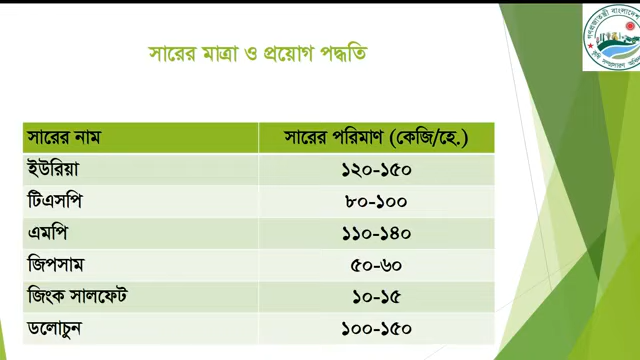 সারের মাত্রা ও প্রয়োগ পদ্ধতি
সারের নাম সারের পরিমাণ (কেজি/হে.)
ইউরিয়া ১২০-১৫০
টিএসপি ৮০-১০০
এমপি ১১০-১৪০
জিপসাম ৫০-৬০
জিংক সালফেট ১০-১৫
ডলোচুন ১০০-১৫০